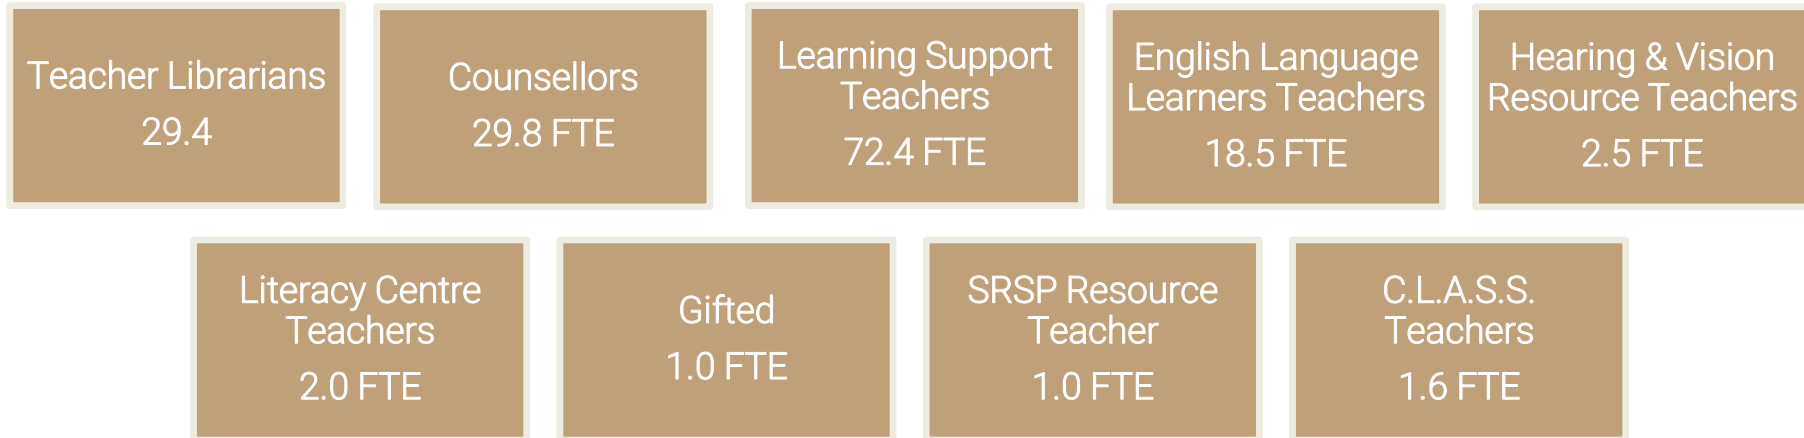 Teacher Librarians
29.4
Counsellors
29.8 FTE
Learning Support
Teachers
72.4 FTE
English Language
Learners Teachers
18.5 FTE
Hearing & Vision
Resource Teachers
2.5 FTE
Literacy Centre
Teachers
2.0 FTE
Gifted
1.0 FTE
SRSP Resource
Teacher
1.0 FTE
C.L.A.S.S.
Teachers
1.6 FTE